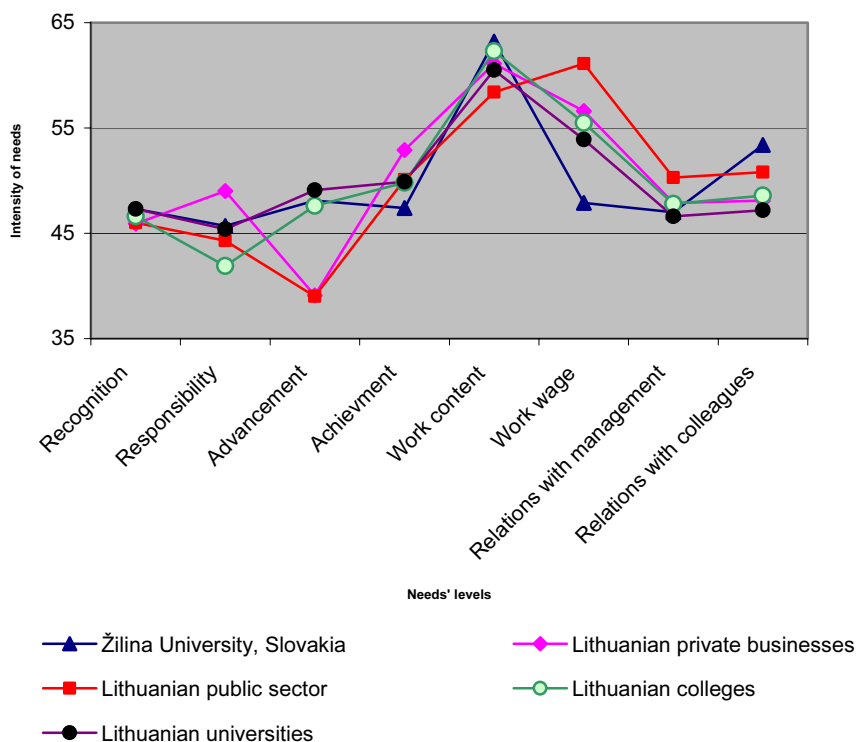 65
55
45
35
Intensity of needs
Recognition
Responsibility
Advancement
Achievment
Work content
Work wage
Relations with management
Relations with colleagues
Needs' levels
Žilina University, Slovakia
Lithuanian private businesses
Lithuanian public sector
Lithuanian colleges
Lithuanian universities